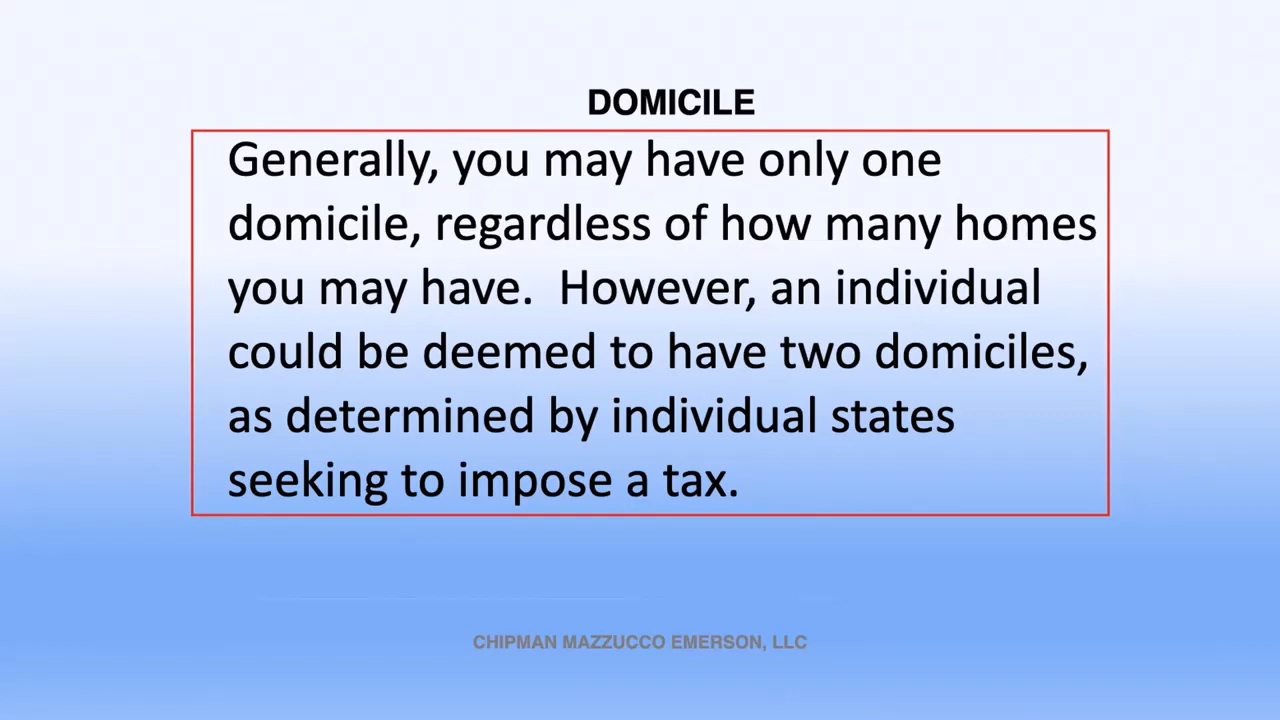 DOMICILE
Generally, you may have only one
domicile, regardless of how many homes
you may have.  However, an individual
could be deemed to have two domiciles,
as determined by individual states
seeking to impose a tax.
CHIPMAN MAZZUCCO EMERSON, LLC